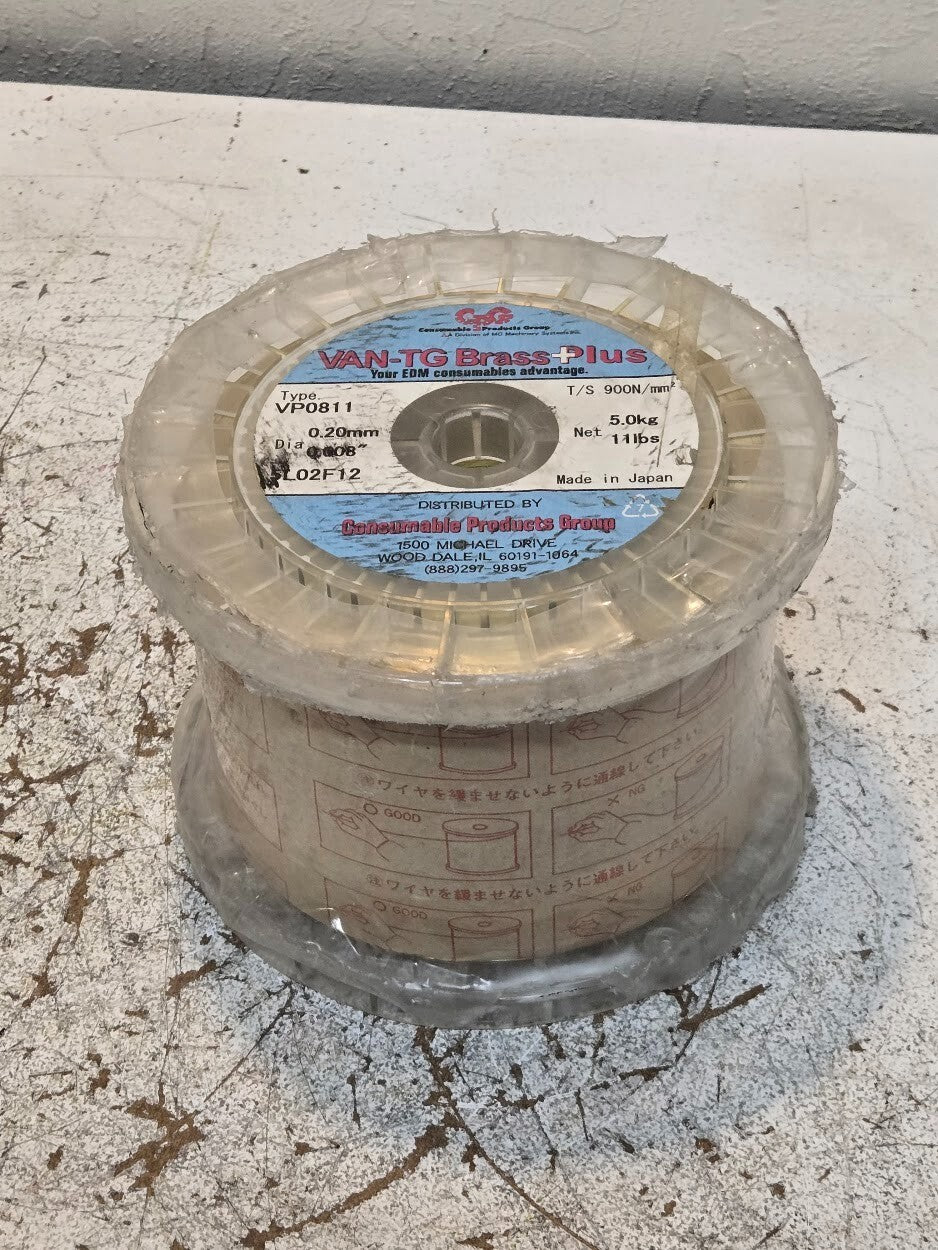 Consumable Products Group
A Division of MC Machinery Systems Inc.
VAN-TG Brass+Plus
Your EDM consumables advantage.
Type.
VP0811
T/S 900N/mm²
Dia
0.20mm
0.008"
Net
5.0kg
11lbs
L02F12
Made in Japan
DISTRIBUTED BY
Consumable Products Group
7
1500 MICHAEL DRIVE
WOOD DALE, IL 60191-1064
(888)297-9895
注ワイヤを緩ませないように通線して下さい。
GOOD
NG
注ワイヤを緩ませないように通線して下さい。
GOOD
NG